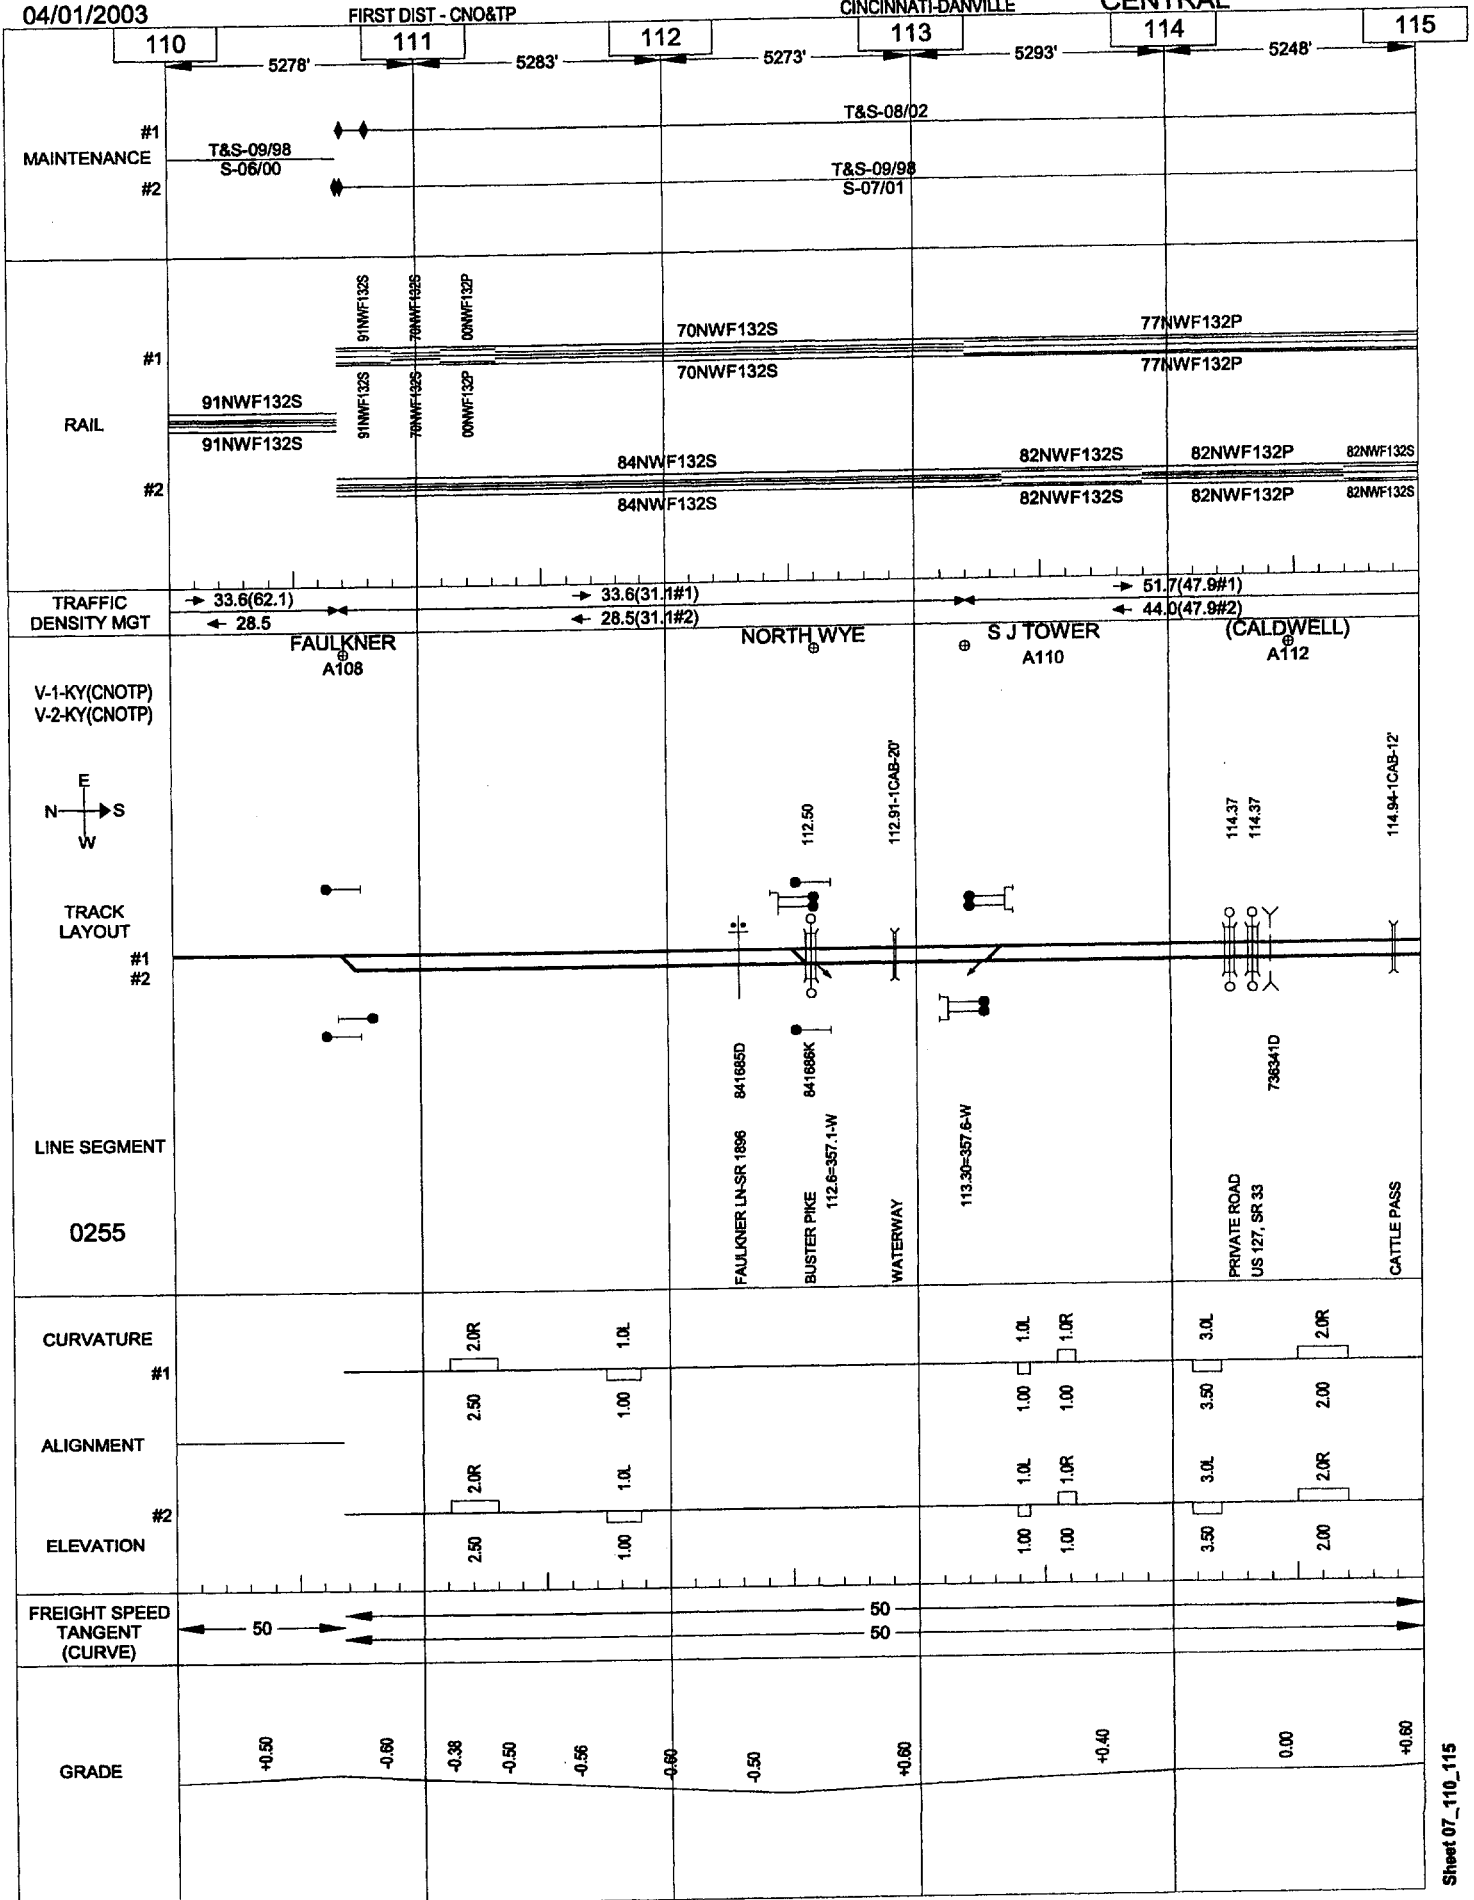 04/01/2003
FIRST DIST - CNO&TP
CINCINNATI-DANVILLE
CENTRAL
110
111
112
113
114
115
5278'
5283'
5273'
5293'
5248'
#1
MAINTENANCE
#2
T&S-09/98
S-06/00
T&S-08/02
T&S-09/98
S-07/01
91NWF132S
70NWF132S
00NWF132P
70NWF132S
77NWF132P
#1
91NWF132S
70NWF132S
00NWF132P
70NWF132S
77NWF132P
RAIL
91NWF132S
91NWF132S
#2
84NWF132S
82NWF132S
82NWF132P
82NWF132S
84NWF132S
82NWF132S
82NWF132P
82NWF132S
TRAFFIC
DENSITY MGT
33.6(62.1)
28.5
33.6(31.1#1)
28.5(31.1#2)
51.7(47.9#1)
44.0(47.9#2)
FAULKNER
A108
NORTH WYE
S J TOWER
A110
(CALDWELL)
A112
V-1-KY(CNOTP)
V-2-KY(CNOTP)
E
N
S
W
112.50
112.91-1CAB-20'
114.37
114.37
114.94-1CAB-12'
TRACK
LAYOUT
#1
#2
841685D
841686K
736341D
LINE SEGMENT
0255
FAULKNER LN-SR 1896
BUSTER PIKE
112.6=357.1-W
WATERWAY
113.30=357.6-W
PRIVATE ROAD
US 127, SR 33
CATTLE PASS
CURVATURE
#1
2.0R
1.0L
1.0L
1.0R
3.0L
2.0R
2.50
1.00
1.00
1.00
3.50
2.00
ALIGNMENT
#2
2.0R
1.0L
1.0L
1.0R
3.0L
2.0R
ELEVATION
2.50
1.00
1.00
1.00
3.50
2.00
FREIGHT SPEED
TANGENT
(CURVE)
50
50
50
GRADE
+0.50
-0.60
-0.38
-0.50
-0.56
-0.60
-0.50
+0.60
+0.40
0.00
+0.60
Sheet 07_110_115